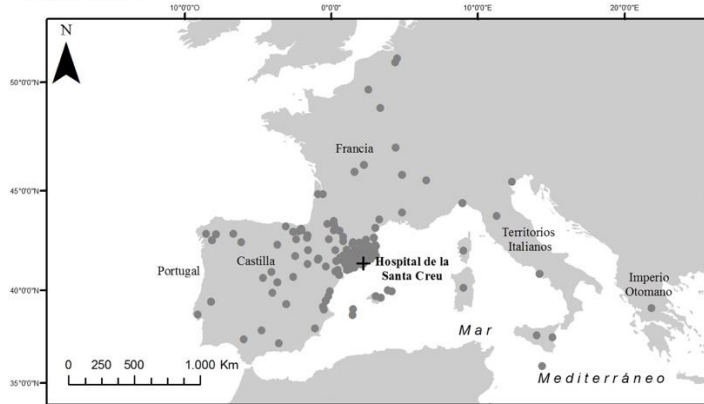 10°0'0"W
0°0'0"
10°0'0"E
20°0'0"E
N
50°0'0"N
Francia
45°0'0"N
Territorios
Italianos
Hospital de la
Santa Creu
Castilla
Portugal
Imperio
Otomano
40°0'0"N
Mar
0 250 500 1.000 Km
Mediterráneo
35°0'0"N